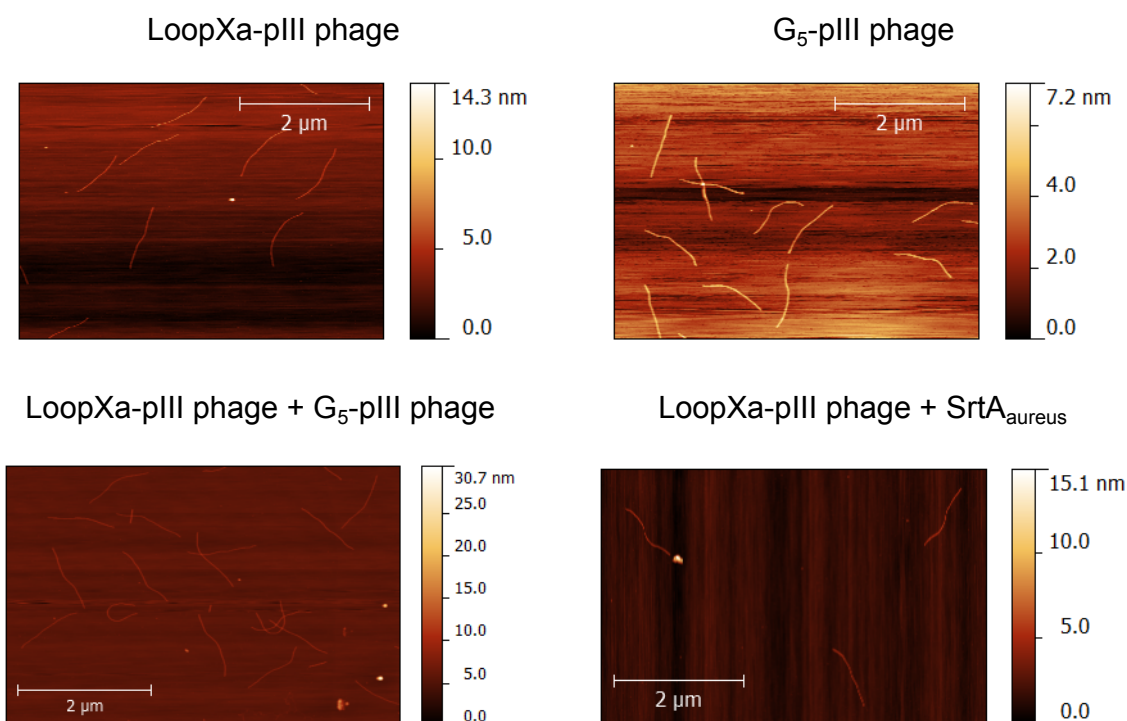 LoopXa-pIII phage
2 µm
14.3 nm
10.0
5.0
0.0
G₅-pIII phage
2 µm
7.2 nm
4.0
2.0
0.0
LoopXa-pIII phage + G₅-pIII phage
2 µm
30.7 nm
25.0
20.0
15.0
10.0
5.0
0.0
LoopXa-pIII phage + SrtAaureus
2 µm
15.1 nm
10.0
5.0
0.0